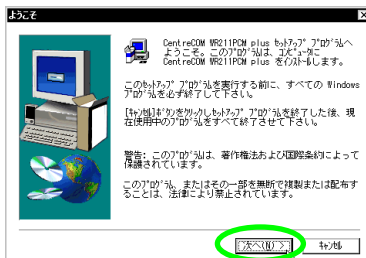 ようこそ
CentreCOM WR211PCM plus ｾｯﾄｱｯﾌﾟ ﾌﾟﾛｸﾞﾗﾑへ
ようこそ。このﾌﾟﾛｸﾞﾗﾑは、ｺﾝﾋﾟｭｰﾀに
CentreCOM WR211PCM plus をｲﾝｽﾄｰﾙします。
このｾｯﾄｱｯﾌﾟ ﾌﾟﾛｸﾞﾗﾑを実行する前に、すべての Windows
ﾌﾟﾛｸﾞﾗﾑを必ず終了して下さい。
[ｷｬﾝｾﾙ]ﾎﾞﾀﾝをｸﾘｯｸしｾｯﾄｱｯﾌﾟ ﾌﾟﾛｸﾞﾗﾑを終了した後、現
在使用中のﾌﾟﾛｸﾞﾗﾑをすべて終了させて下さい。
警告: このﾌﾟﾛｸﾞﾗﾑは、著作権法および国際条約によって
保護されています。
このﾌﾟﾛｸﾞﾗﾑ、またはその一部を無断で複製または配布す
ることは、法律により禁止されています。
次へ(N) >
ｷｬﾝｾﾙ